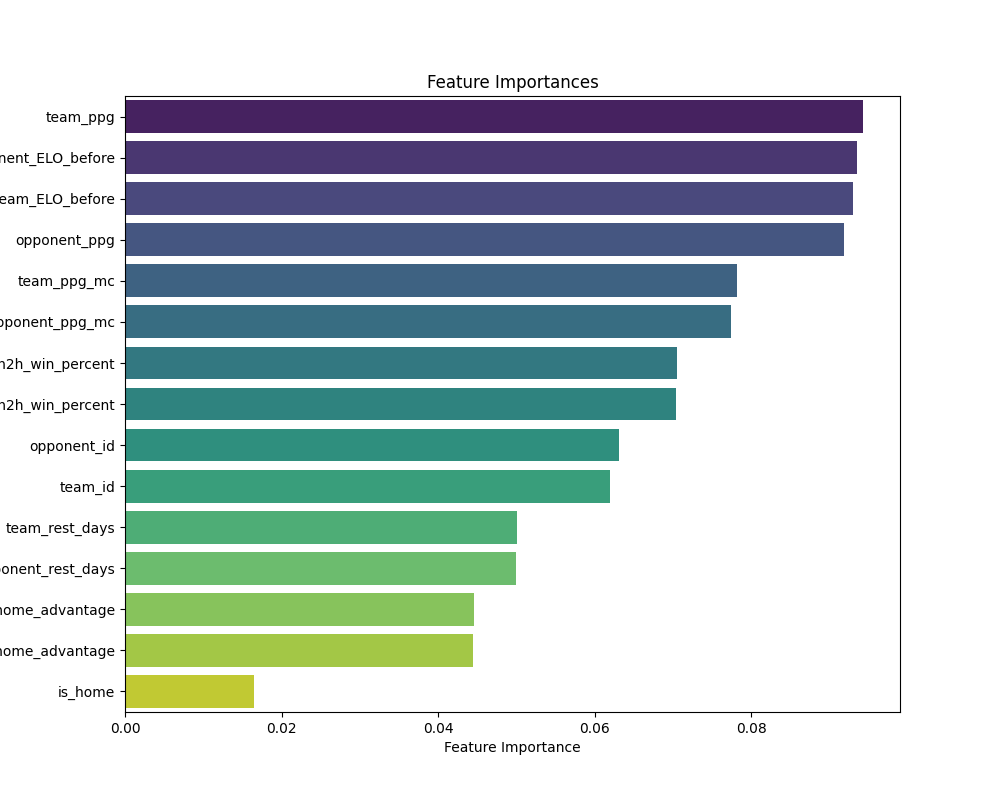 Feature Importances
team_ppg
nent_ELO_before
eam_ELO_before
opponent_ppg
team_ppg_mc
pponent_ppg_mc
h2h_win_percent
h2h_win_percent
opponent_id
team_id
team_rest_days
ponent_rest_days
home_advantage
home_advantage
is_home
0.00 0.02 0.04 0.06 0.08
Feature Importance